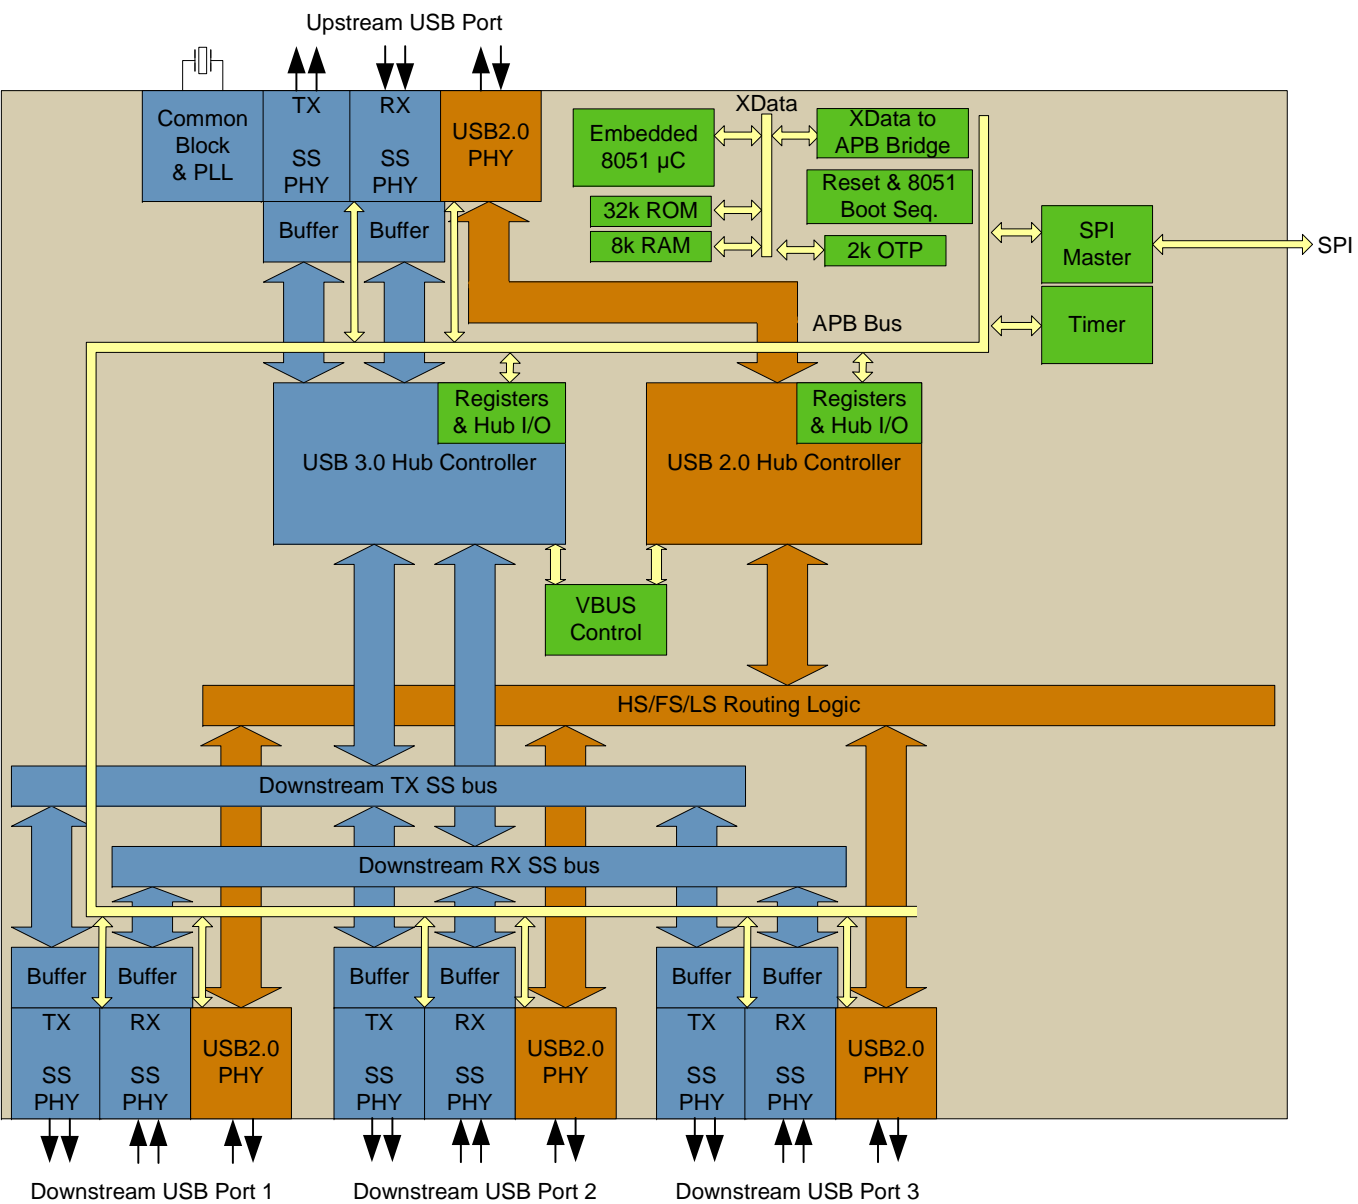 Upstream USB Port
Common
Block
& PLL
TX
SS
PHY
RX
SS
PHY
USB2.0
PHY
Buffer
Buffer
XData
Embedded
8051 µC
32k ROM
8k RAM
XData to
APB Bridge
Reset & 8051
Boot Seq.
2k OTP
SPI
Master
SPI
Timer
APB Bus
Registers
& Hub I/O
USB 3.0 Hub Controller
Registers
& Hub I/O
USB 2.0 Hub Controller
VBUS
Control
HS/FS/LS Routing Logic
Downstream TX SS bus
Downstream RX SS bus
Buffer
Buffer
TX
SS
PHY
RX
SS
PHY
USB2.0
PHY
Buffer
Buffer
TX
SS
PHY
RX
SS
PHY
USB2.0
PHY
Buffer
Buffer
TX
SS
PHY
RX
SS
PHY
USB2.0
PHY
Downstream USB Port 1
Downstream USB Port 2
Downstream USB Port 3